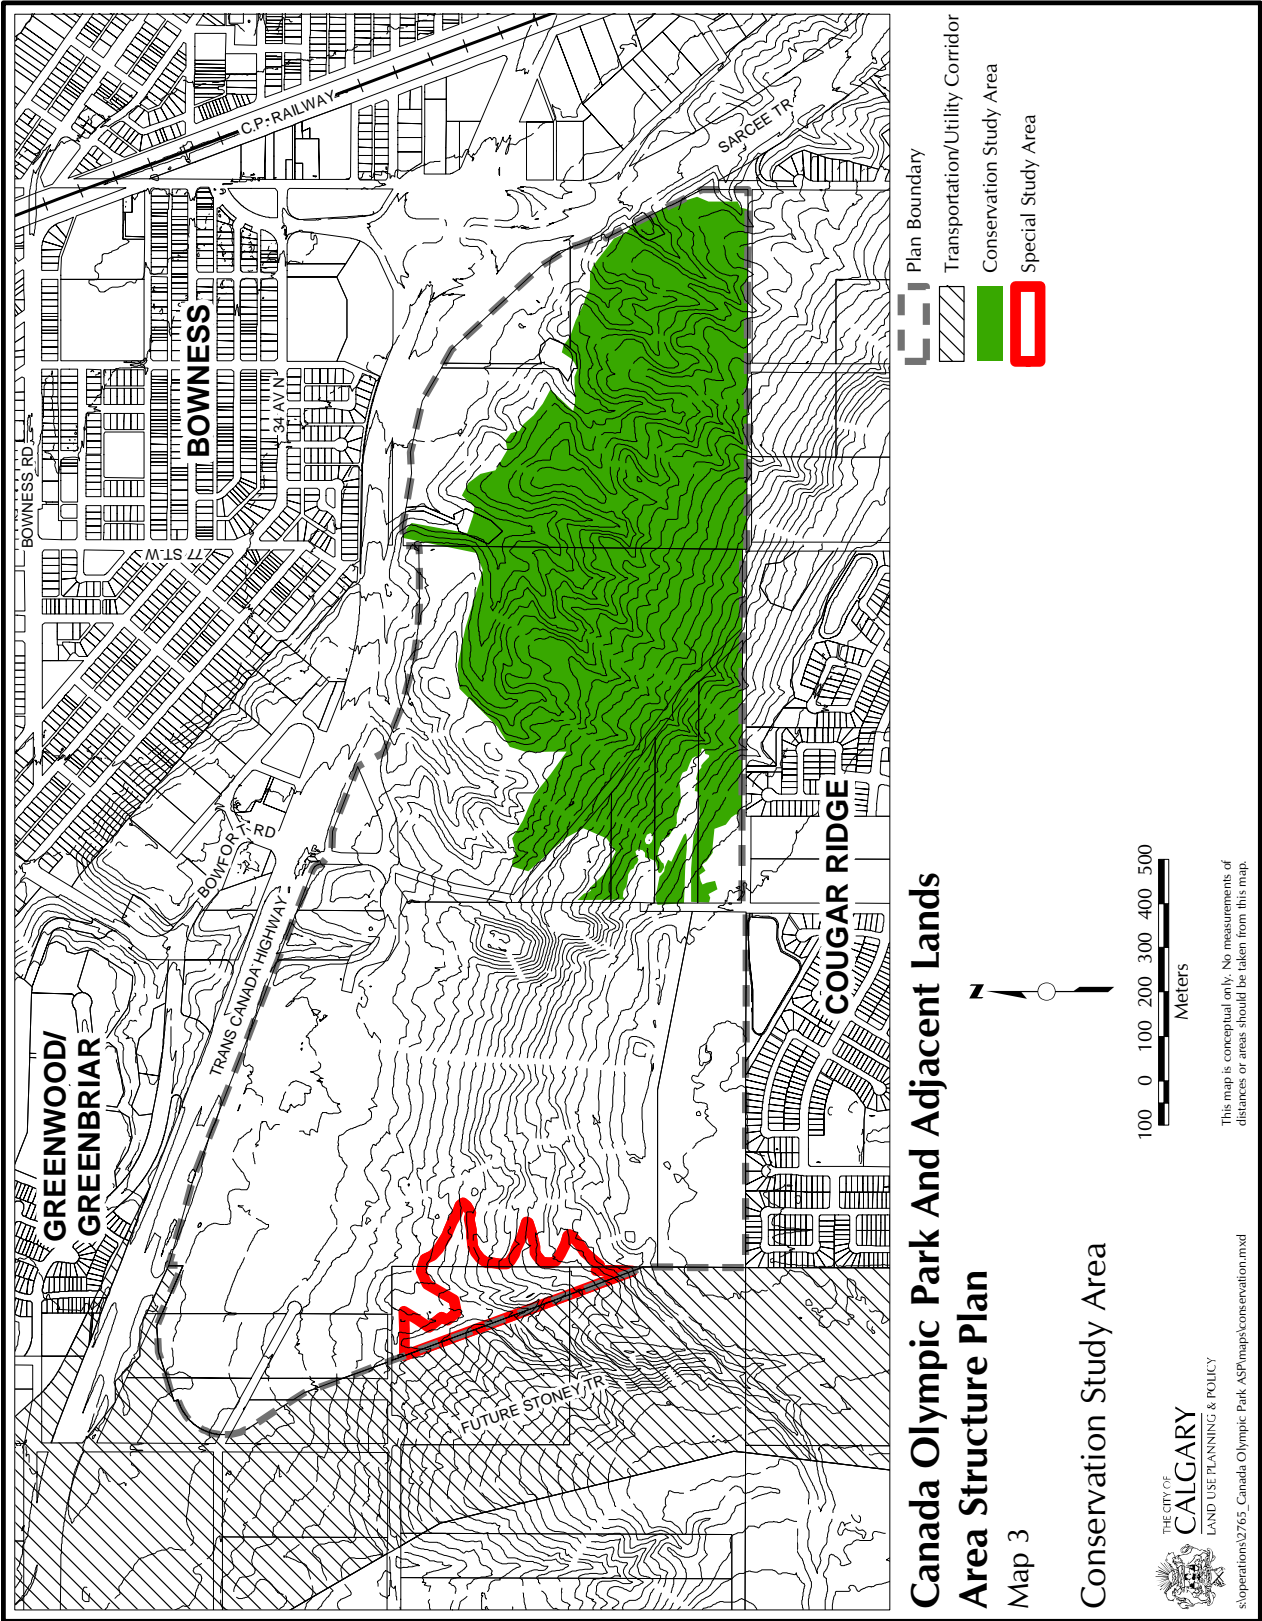 GREENWOOD/
GREENBRIAR
BOWNESS
COUGAR RIDGE
BOWNESS RD
77 ST W
34 AV N
C.P. RAILWAY
SARCEE TR
BOWFORT RD
TRANS CANADA HIGHWAY
FUTURE STONEY TR
Canada Olympic Park And Adjacent Lands
Area Structure Plan
Map 3
Conservation Study Area
Plan Boundary
Transportation/Utility Corridor
Conservation Study Area
Special Study Area
N
100 0 100 200 300 400 500
Meters
This map is conceptual only. No measurements of
distances or areas should be taken from this map.
THE CITY OF
CALGARY
LAND USE PLANNING & POLICY
s:\operations\2765_Canada Olympic Park ASP\maps\conservation.mxd